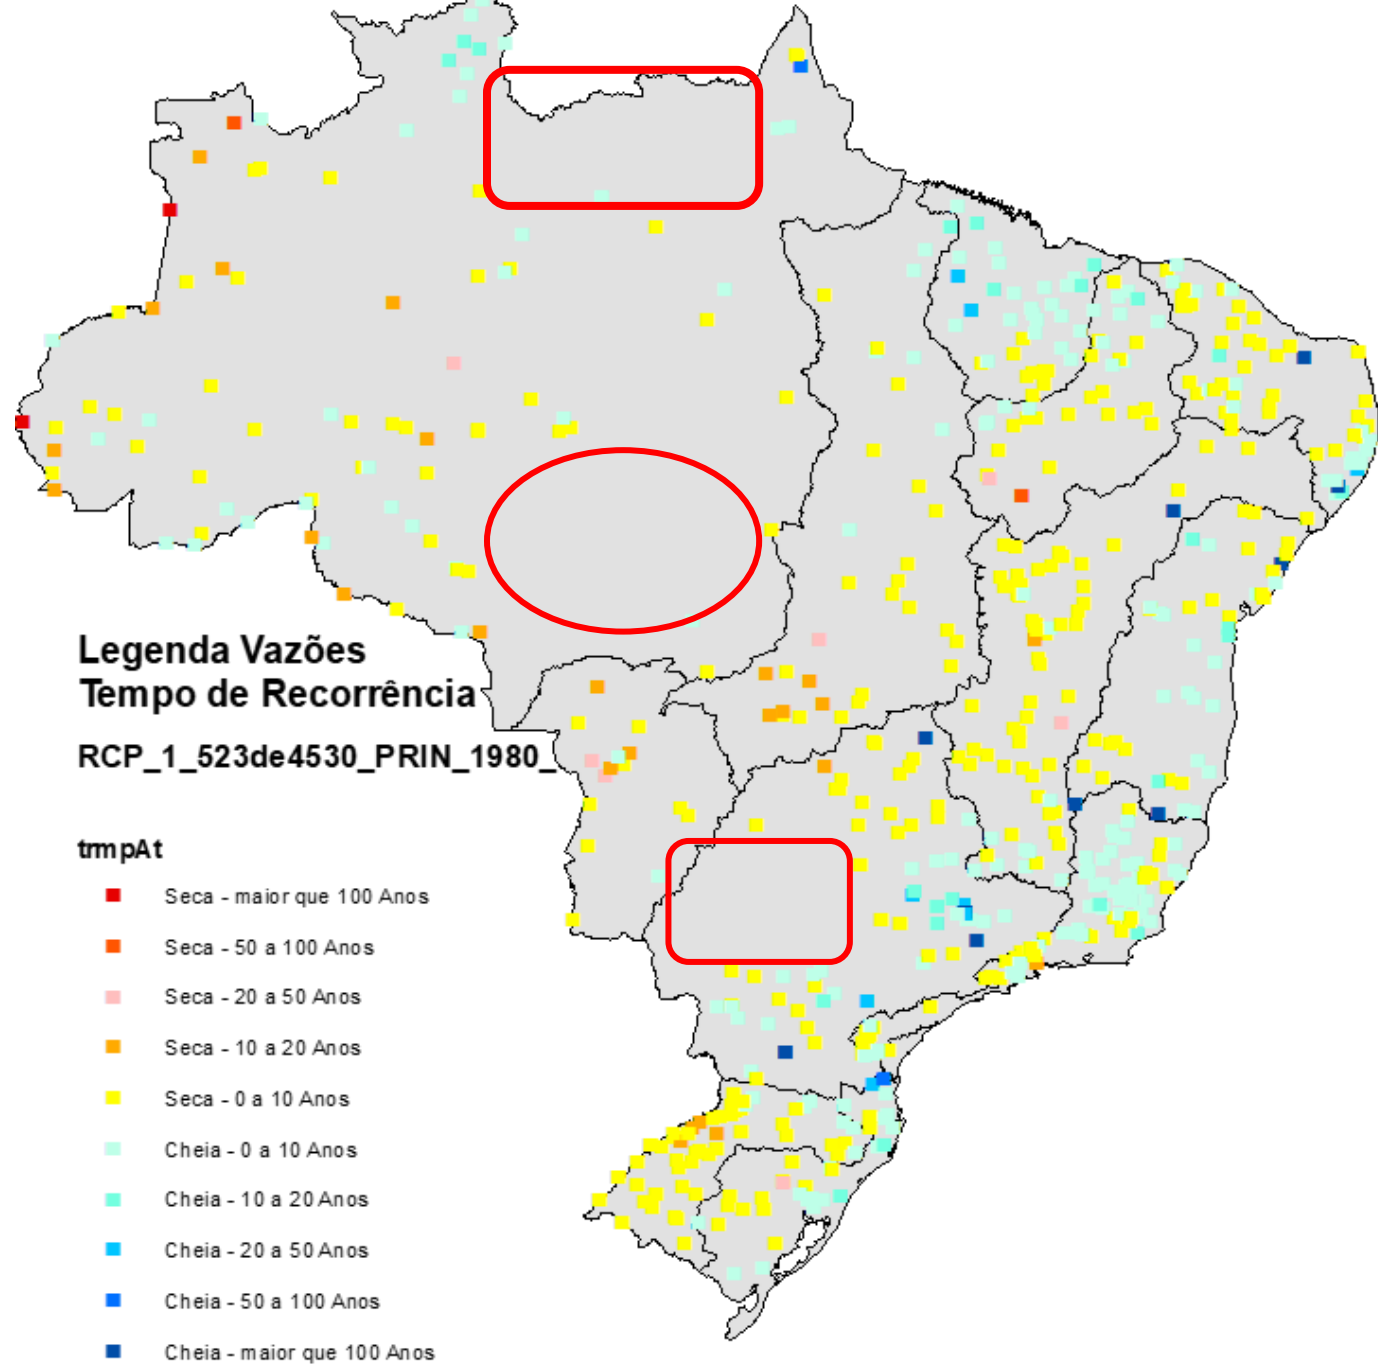 Legenda Vazões
Tempo de Recorrência
RCP_1_523de4530_PRIN_1980_
trmpAt
Seca - maior que 100 Anos
Seca - 50 a 100 Anos
Seca - 20 a 50 Anos
Seca - 10 a 20 Anos
Seca - 0 a 10 Anos
Cheia - 0 a 10 Anos
Cheia - 10 a 20 Anos
Cheia - 20 a 50 Anos
Cheia - 50 a 100 Anos
Cheia - maior que 100 Anos